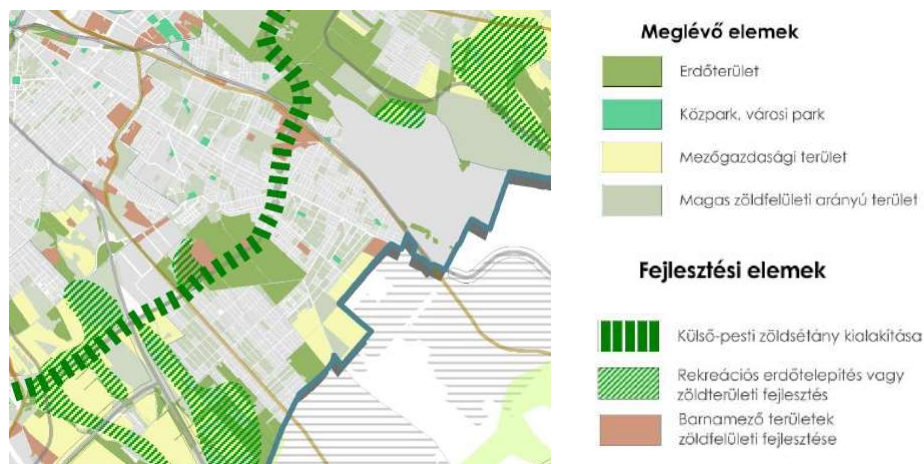 Meglévő elemek
Erdőterület
Közpark, városi park
Mezőgazdasági terület
Magas zöldfelületi arányú terület
Fejlesztési elemek
Külső-pesti zöldsétány kialakítása
Rekreációs erdőtelepítés vagy
zöldterületi fejlesztés
Barnamező területek
zöldfelületi fejlesztése